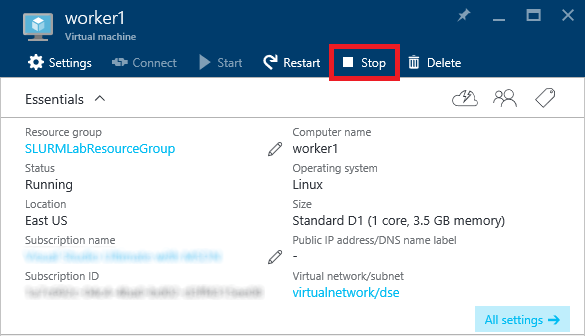 worker1
Virtual machine
Settings Connect Start Restart Stop Delete
Essentials
Resource group
SLURMLabResourceGroup
Computer name
worker1
Status
Running
Operating system
Linux
Location
East US
Size
Standard D1 (1 core, 3.5 GB memory)
Subscription name
Public IP address/DNS name label
-
Subscription ID
Virtual network/subnet
virtualnetwork/dse
All settings →